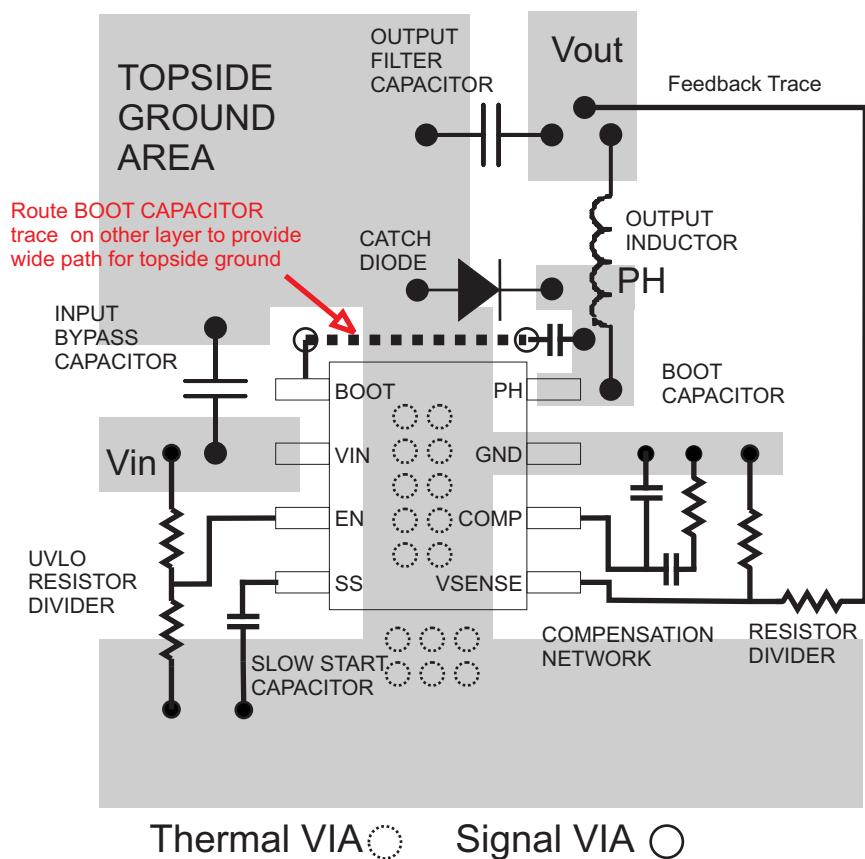 OUTPUT
FILTER
CAPACITOR
Vout
Feedback Trace
TOPSIDE
GROUND
AREA
Route BOOT CAPACITOR
trace on other layer to provide
wide path for topside ground
CATCH
DIODE
OUTPUT
INDUCTOR
PH
INPUT
BYPASS
CAPACITOR
BOOT
CAPACITOR
BOOT
PH
Vin
VIN
GND
EN
COMP
UVLO
RESISTOR
DIVIDER
SS
VSENSE
SLOW START
CAPACITOR
COMPENSATION
NETWORK
RESISTOR
DIVIDER
Thermal VIA
Signal VIA